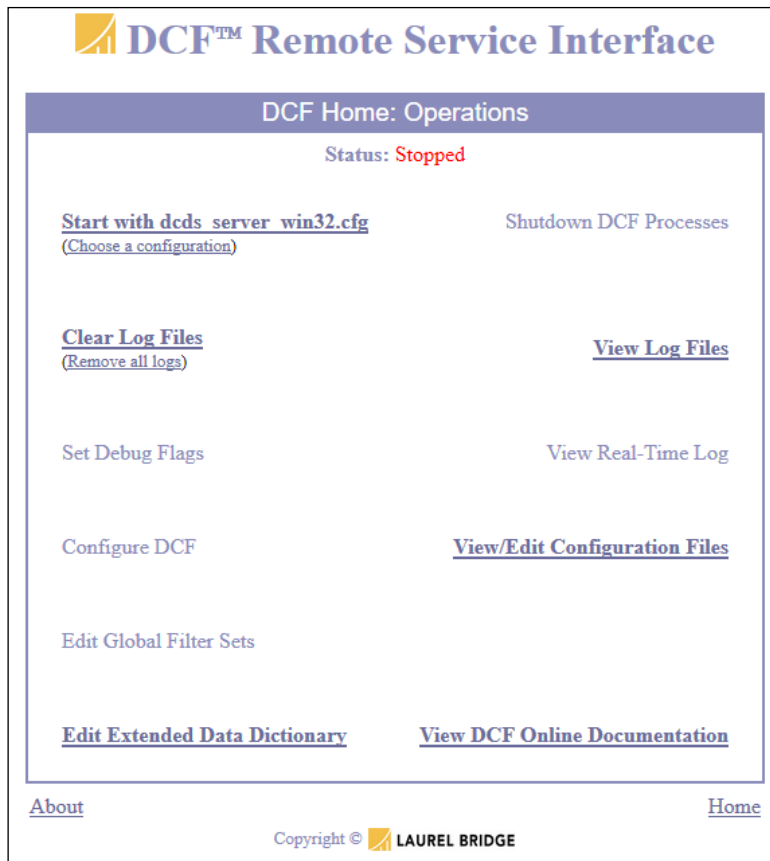 DCF™ Remote Service Interface
DCF Home: Operations
Status: Stopped
Start with dcds_server_win32.cfg
Shutdown DCF Processes
(Choose a configuration)
Clear Log Files
View Log Files
(Remove all logs)
Set Debug Flags
View Real-Time Log
Configure DCF
View/Edit Configuration Files
Edit Global Filter Sets
Edit Extended Data Dictionary
View DCF Online Documentation
About
Home
Copyright © LAUREL BRIDGE